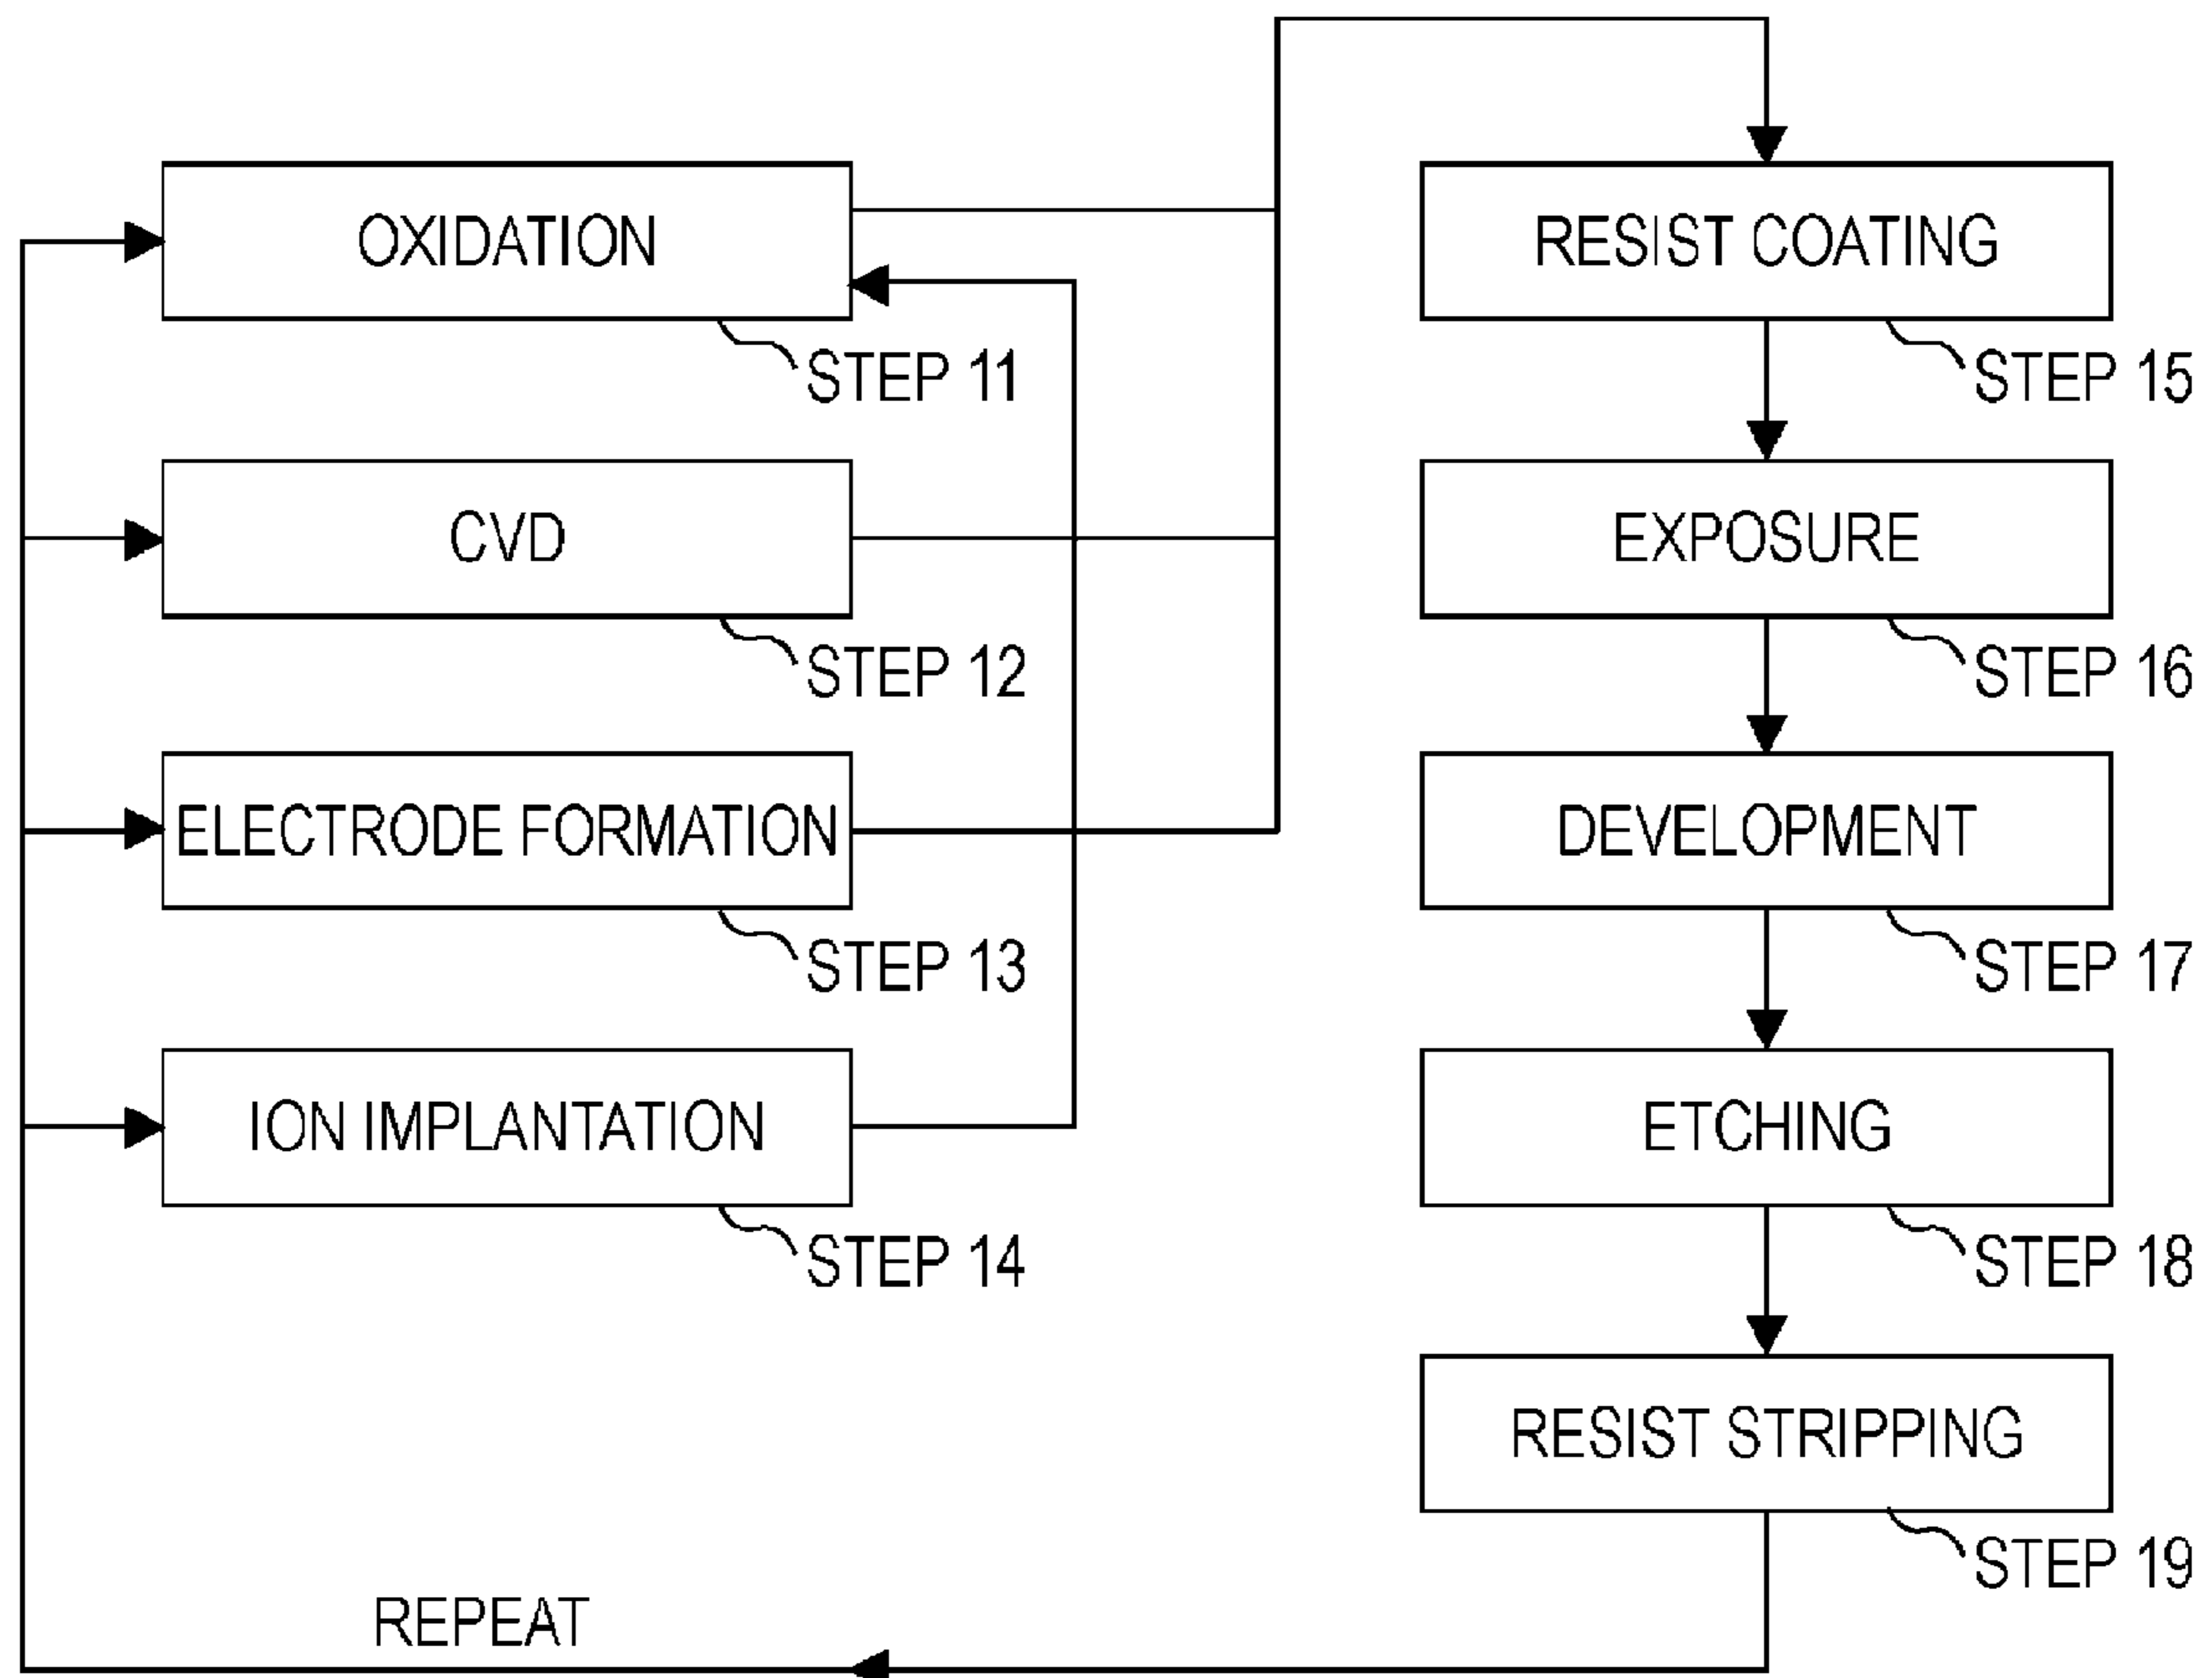 OXIDATION
STEP 11
CVD
STEP 12
ELECTRODE FORMATION
STEP 13
ION IMPLANTATION
STEP 14
RESIST COATING
STEP 15
EXPOSURE
STEP 16
DEVELOPMENT
STEP 17
ETCHING
STEP 18
RESIST STRIPPING
STEP 19
REPEAT